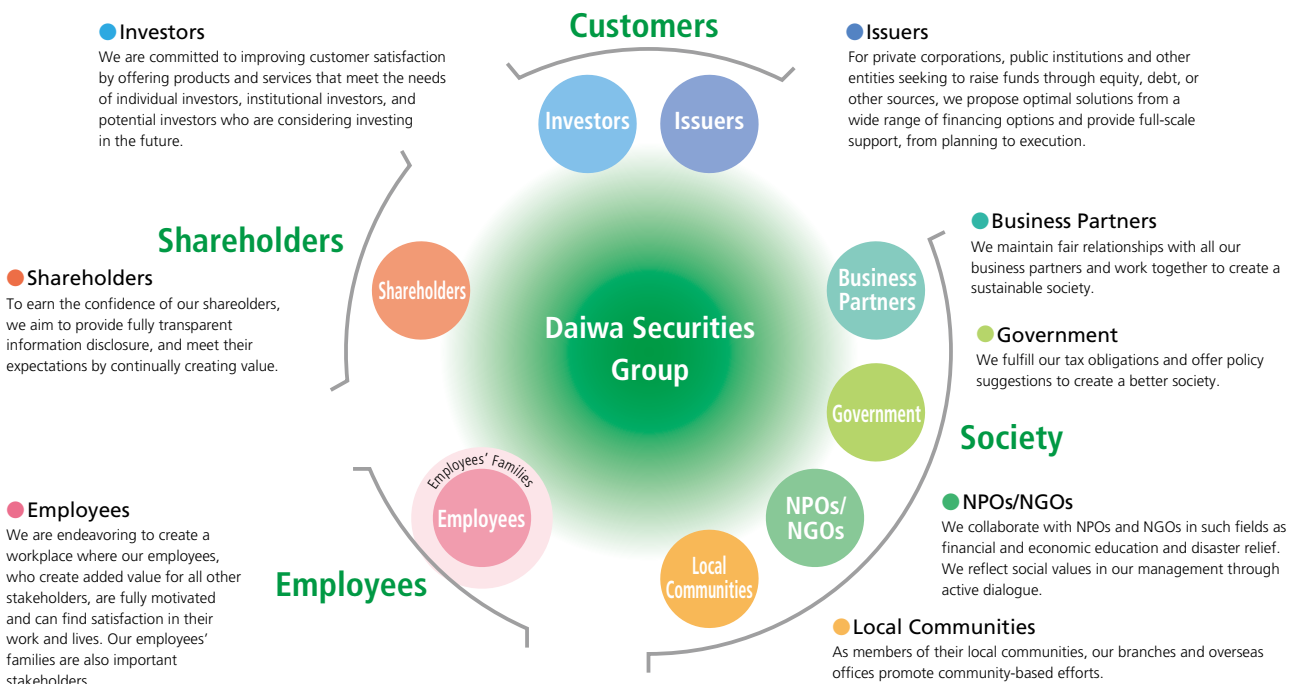 Customers
Investors
We are committed to improving customer satisfaction
by offering products and services that meet the needs
of individual investors, institutional investors, and
potential investors who are considering investing
in the future.
Issuers
For private corporations, public institutions and other
entities seeking to raise funds through equity, debt, or
other sources, we propose optimal solutions from a
wide range of financing options and provide full-scale
support, from planning to execution.
Investors
Issuers
Shareholders
Shareholders
To earn the confidence of our shareolders,
we aim to provide fully transparent
information disclosure, and meet their
expectations by continually creating value.
Shareholders
Daiwa Securities
Group
Business
Partners
Business Partners
We maintain fair relationships with all our
business partners and work together to create a
sustainable society.
Government
We fulfill our tax obligations and offer policy
suggestions to create a better society.
Government
Society
Employees' Families
Employees
NPOs/
NGOs
Local
Communities
Employees
Employees
We are endeavoring to create a
workplace where our employees,
who create added value for all other
stakeholders, are fully motivated
and can find satisfaction in their
work and lives. Our employees'
families are also important
stakeholders.
NPOs/NGOs
We collaborate with NPOs and NGOs in such fields as
financial and economic education and disaster relief.
We reflect social values in our management through
active dialogue.
Local Communities
As members of their local communities, our branches and overseas
offices promote community-based efforts.